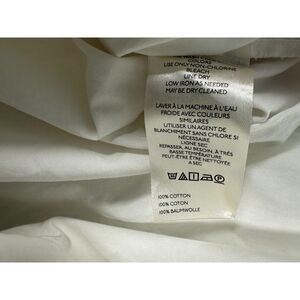 COLORS
USE ONLY NON-CHLORINE
BLEACH
LINE DRY
LOW IRON AS NEEDED
MAY BE DRY CLEANED
LAVER À LA MACHINE À L'EAU
FROIDE AVEC COULEURS
SIMILAIRES
UTILISER UN AGENT DE
BLANCHIMENT SANS CHLORE SI
NÉCESSAIRE
LIGNE SEC
REPASSER, AU BESOIN, À TRÈS
BASSE TEMPÉRATURE
PEUT-ÊTRE ÊTRE NETTOYÉE
A SEC
100% COTTON
100% COTON
100% BAUMWOLLE